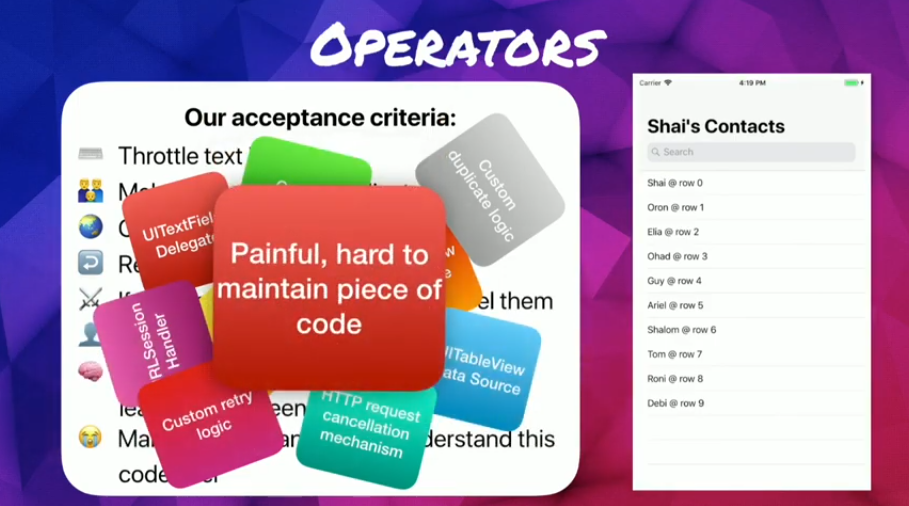 OPERATORS
Our acceptance criteria:
Throttle text
el them
derstand this
code
Custom
duplicate logic
UITextField
Delegate
Painful, hard to
maintain piece of
code
RLSession
Handler
UITableView
ata Source
Custom retry
logic
HTTP request
cancellation
mechanism
Carrier
4:19 PM
Shai's Contacts
Search
Shai @ row 0
Oron @ row 1
Elia @ row 2
Ohad @ row 3
Guy @ row 4
Ariel @ row 5
Shalom @ row 6
Tom @ row 7
Roni @ row 8
Debi @ row 9